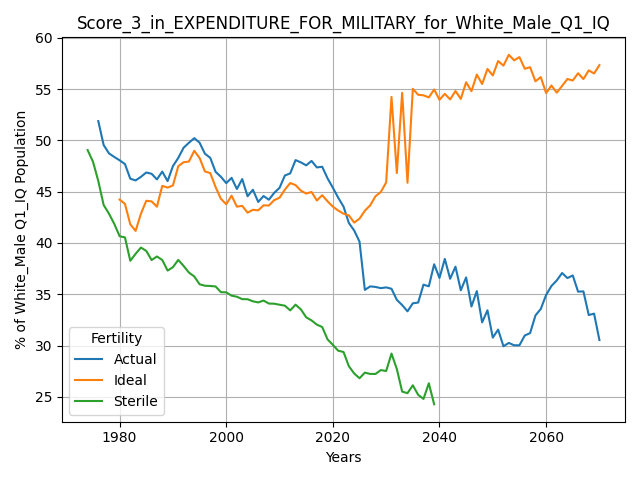 Score_3_in_EXPENDITURE_FOR_MILITARY_for_White_Male_Q1_IQ
% of White_Male Q1_IQ Population
60
55
50
45
40
35
30
25
Fertility
Actual
Ideal
Sterile
1980 2000 2020 2040 2060
Years